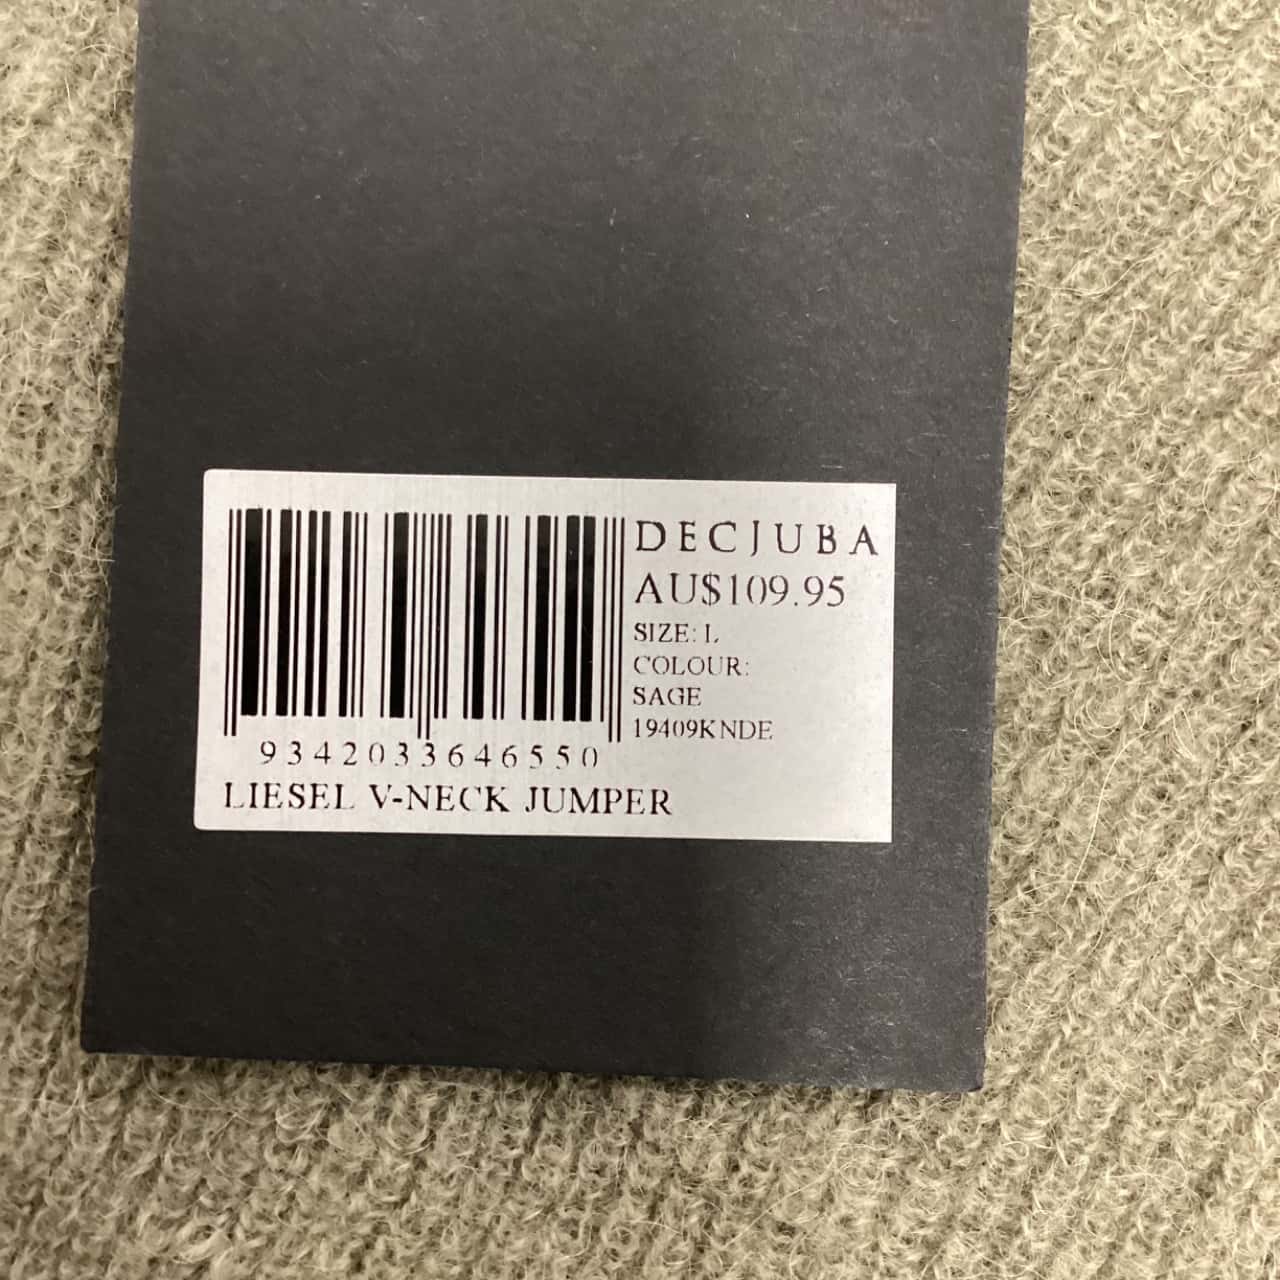 DECJUBA
AU$109.95
SIZE: L
COLOUR:
SAGE
19409KNDE
9342033646550
LIESEL V-NECK JUMPER